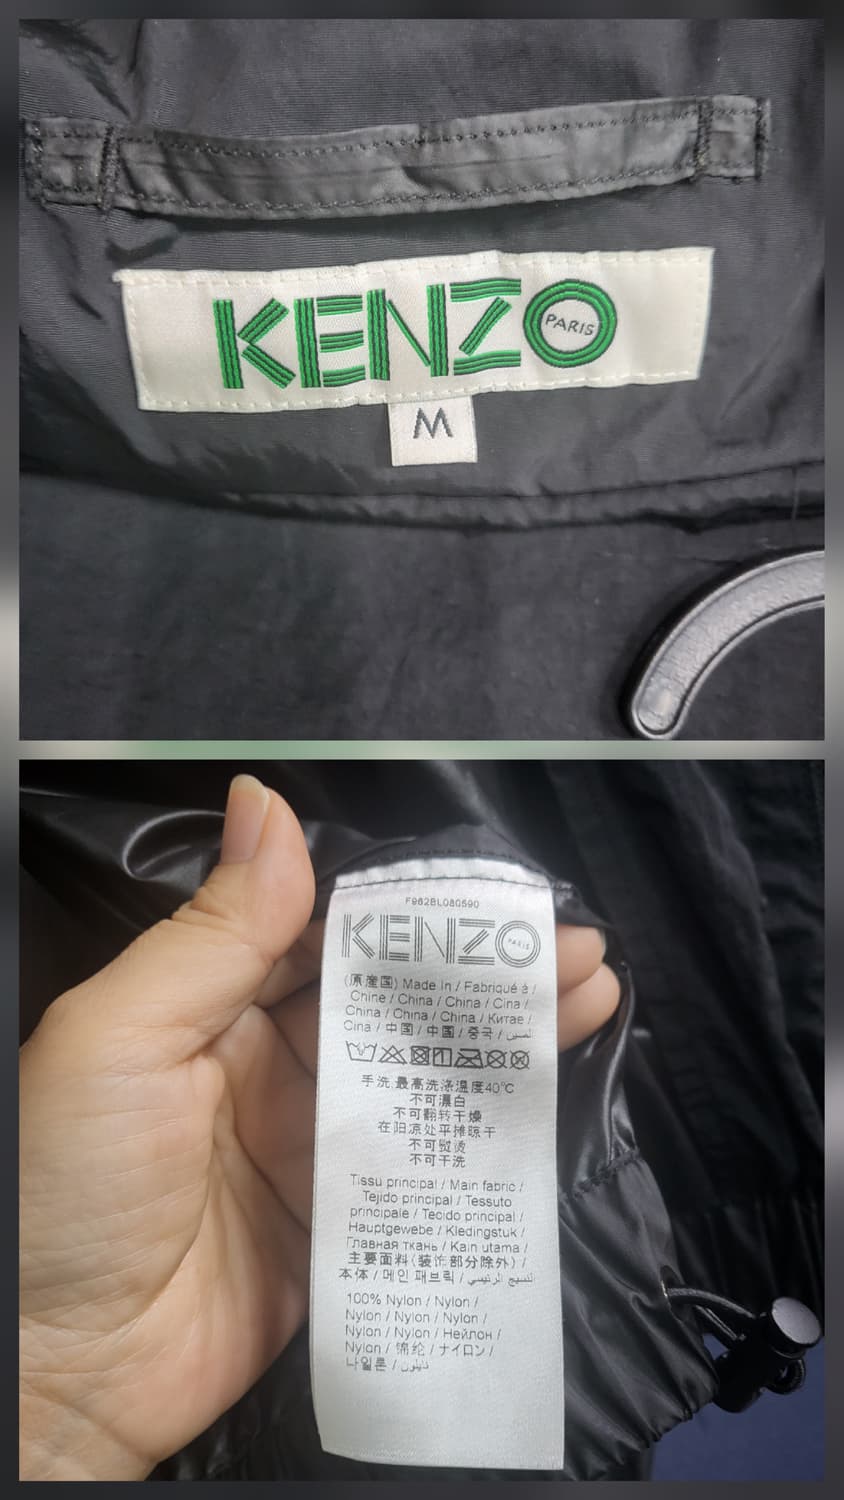 KENZO
PARIS
M
F962BL080590
KENZO
PARIS
(原産国) Made In / Fabriqué à /
Chine / China / China / Cina /
China / China / China / Китае /
Cina / 中国 / 中國 / 중국 / الصين
手洗,最高洗涤温度40℃
不可漂白
不可翻转干燥
在阳凉处平摊晾干
不可熨烫
不可干洗
Tissu principal / Main fabric /
Tejido principal / Tessuto
principale / Tecido principal /
Hauptgewebe / Kledingstuk /
Главная ткань / Kain utama /
主要面料(装饰部分除外) /
本体 / 메인 패브릭 / النسيج الرئيسي
100% Nylon / Nylon /
Nylon / Nylon / Nylon /
Nylon / Nylon / Нейлон /
Nylon / 锦纶 / ナイロン /
나일론 / نايلون